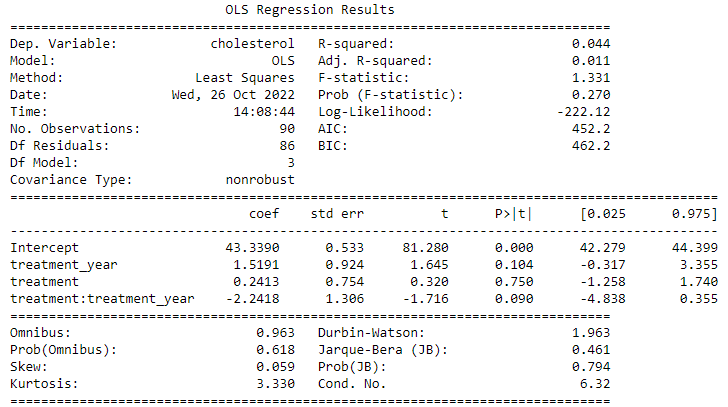 OLS Regression Results
==============================================================================
Dep. Variable: cholesterol R-squared: 0.044
Model: OLS Adj. R-squared: 0.011
Method: Least Squares F-statistic: 1.331
Date: Wed, 26 Oct 2022 Prob (F-statistic): 0.270
Time: 14:08:44 Log-Likelihood: -222.12
No. Observations: 90 AIC: 452.2
Df Residuals: 86 BIC: 462.2
Df Model: 3
Covariance Type: nonrobust
============================================================================================
coef std err t P>|t| [0.025 0.975]
--------------------------------------------------------------------------------------------
Intercept 43.3390 0.533 81.280 0.000 42.279 44.399
treatment_year 1.5191 0.924 1.645 0.104 -0.317 3.355
treatment 0.2413 0.754 0.320 0.750 -1.258 1.740
treatment:treatment_year -2.2418 1.306 -1.716 0.090 -4.838 0.355
==============================================================================
Omnibus: 0.963 Durbin-Watson: 1.963
Prob(Omnibus): 0.618 Jarque-Bera (JB): 0.461
Skew: 0.059 Prob(JB): 0.794
Kurtosis: 3.330 Cond. No. 6.32
==============================================================================